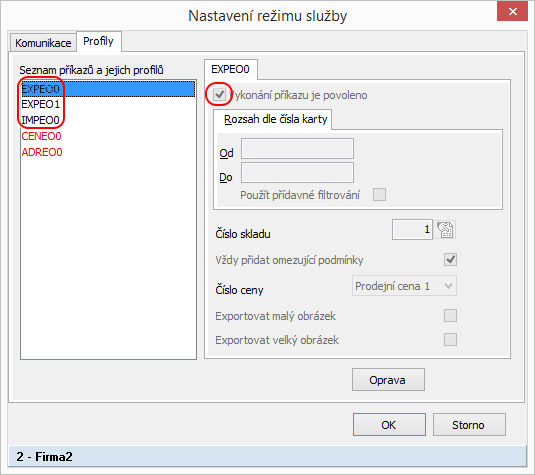 Nastavení režimu služby
Komunikace
Profily
Seznam příkazů a jejich profilů
EXPEO0
EXPEO1
IMPEO0
CENEO0
ADREO0
EXPEO0
Vykonání příkazu je povoleno
Rozsah dle čísla karty
Od
Do
Použít přídavné filtrování
Číslo skladu
1
Vždy přidat omezující podmínky
Číslo ceny
Prodejní cena 1
Exportovat malý obrázek
Exportovat velký obrázek
Oprava
OK
Storno
2 - Firma2